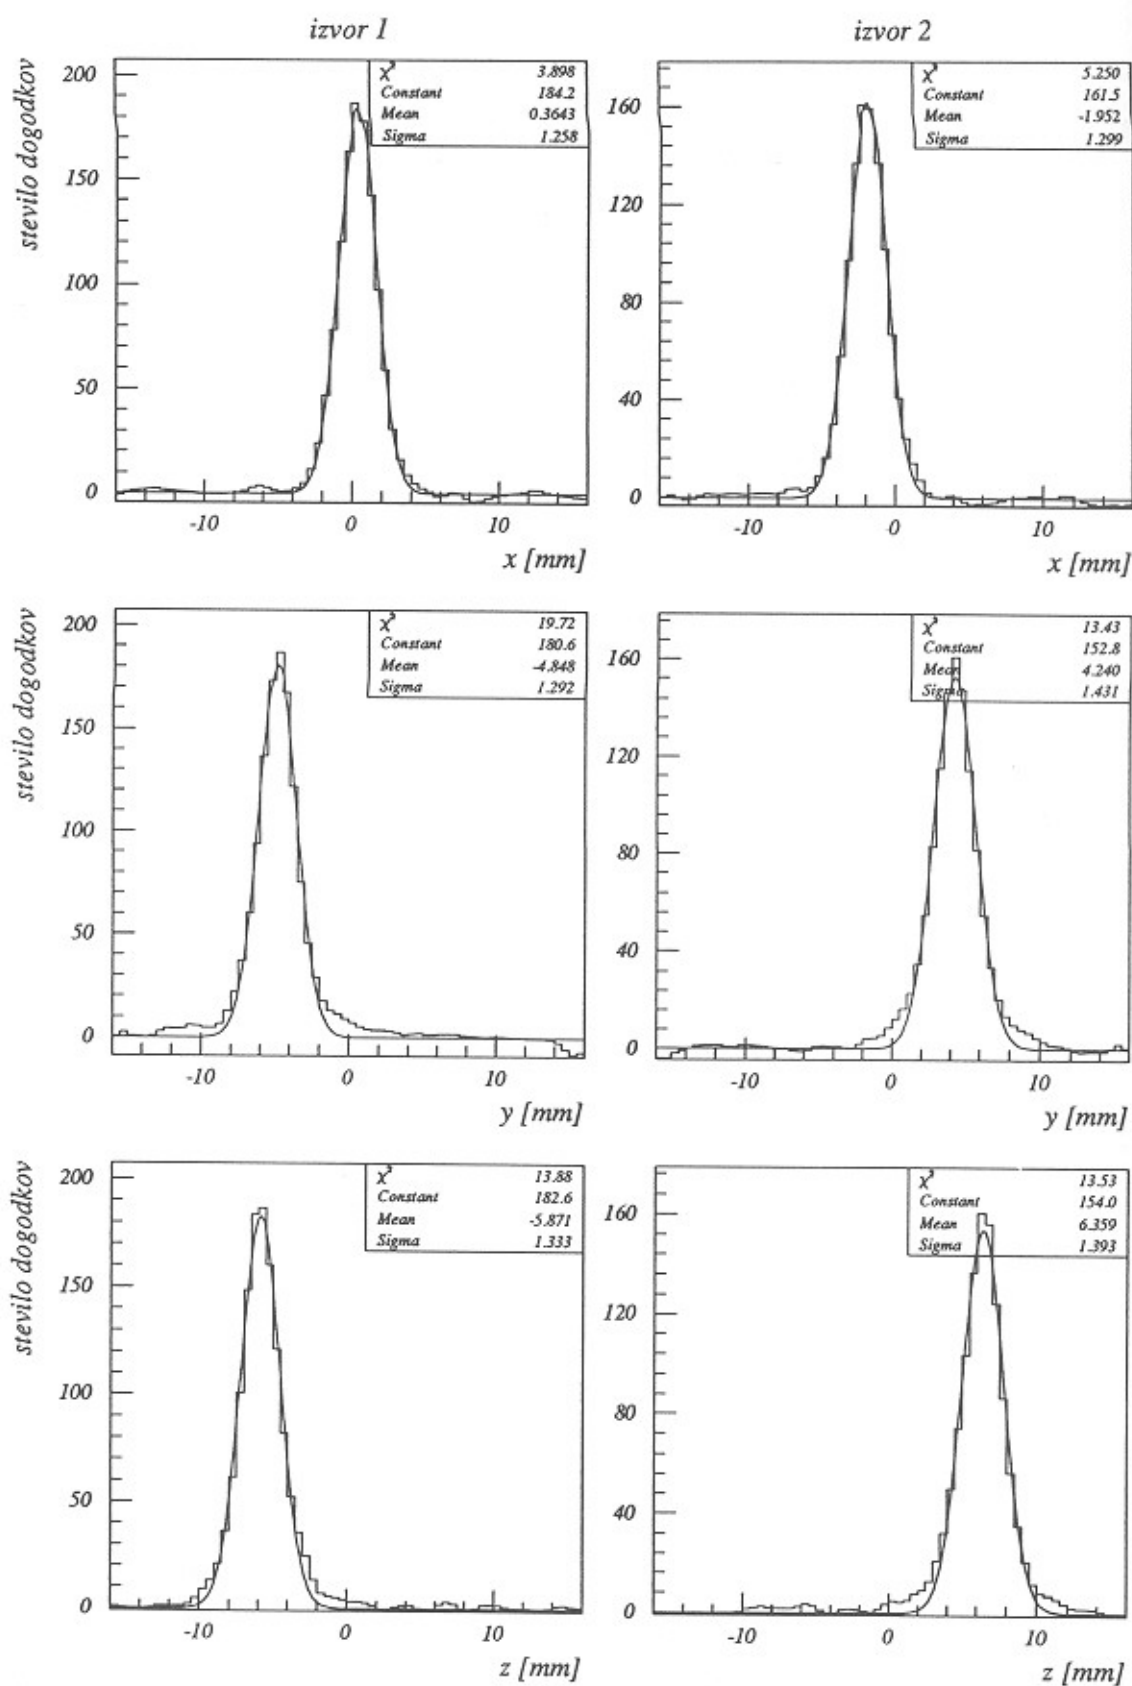 izvor 1
izvor 2
stevilo dogodkov
200
150
100
50
0
χ² 3.898
Constant 184.2
Mean 0.3643
Sigma 1.258
-10 0 10
x [mm]
160
120
80
40
0
χ² 5.250
Constant 161.5
Mean -1.952
Sigma 1.299
-10 0 10
x [mm]
stevilo dogodkov
200
150
100
50
0
χ² 19.72
Constant 180.6
Mean -4.848
Sigma 1.292
-10 0 10
y [mm]
160
120
80
40
0
χ² 13.43
Constant 152.8
Mean 4.240
Sigma 1.431
-10 0 10
y [mm]
stevilo dogodkov
200
150
100
50
0
χ² 13.88
Constant 182.6
Mean -5.871
Sigma 1.333
-10 0 10
z [mm]
160
120
80
40
0
χ² 13.53
Constant 154.0
Mean 6.359
Sigma 1.393
-10 0 10
z [mm]